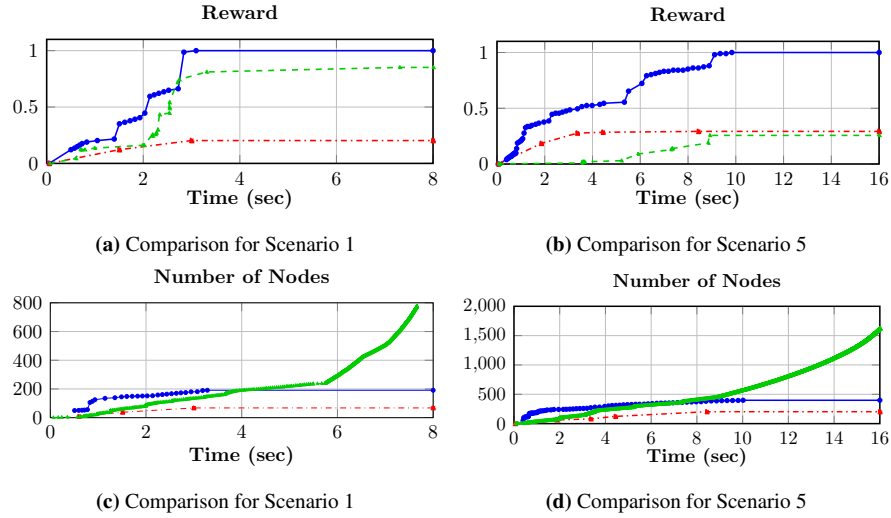 Reward
1
0.5
0
0 2 4 6 8
Time (sec)
(a) Comparison for Scenario 1
Reward
1
0.5
0
0 2 4 6 8 10 12 14 16
Time (sec)
(b) Comparison for Scenario 5
Number of Nodes
800
600
400
200
0
0 2 4 6 8
Time (sec)
(c) Comparison for Scenario 1
Number of Nodes
2,000
1,500
1,000
500
0
0 2 4 6 8 10 12 14 16
Time (sec)
(d) Comparison for Scenario 5